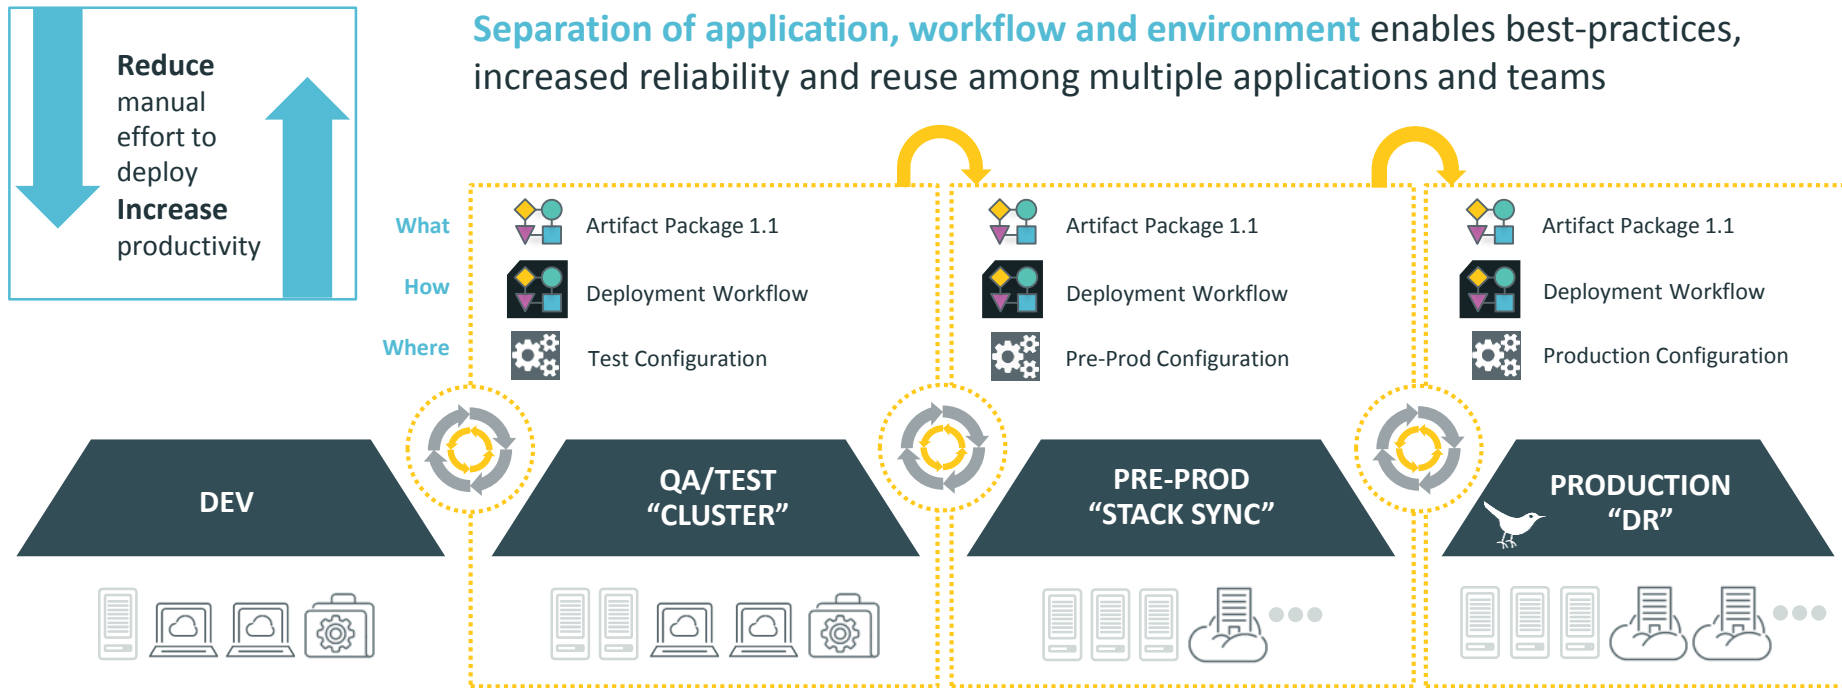 Reduce
manual
effort to
deploy
Increase
productivity
Separation of application, workflow and environment enables best-practices,
increased reliability and reuse among multiple applications and teams
What
Artifact Package 1.1
Artifact Package 1.1
Artifact Package 1.1
How
Deployment Workflow
Deployment Workflow
Deployment Workflow
Where
Test Configuration
Pre-Prod Configuration
Production Configuration
DEV
QA/TEST
“CLUSTER”
PRE-PROD
“STACK SYNC”
PRODUCTION
“DR”